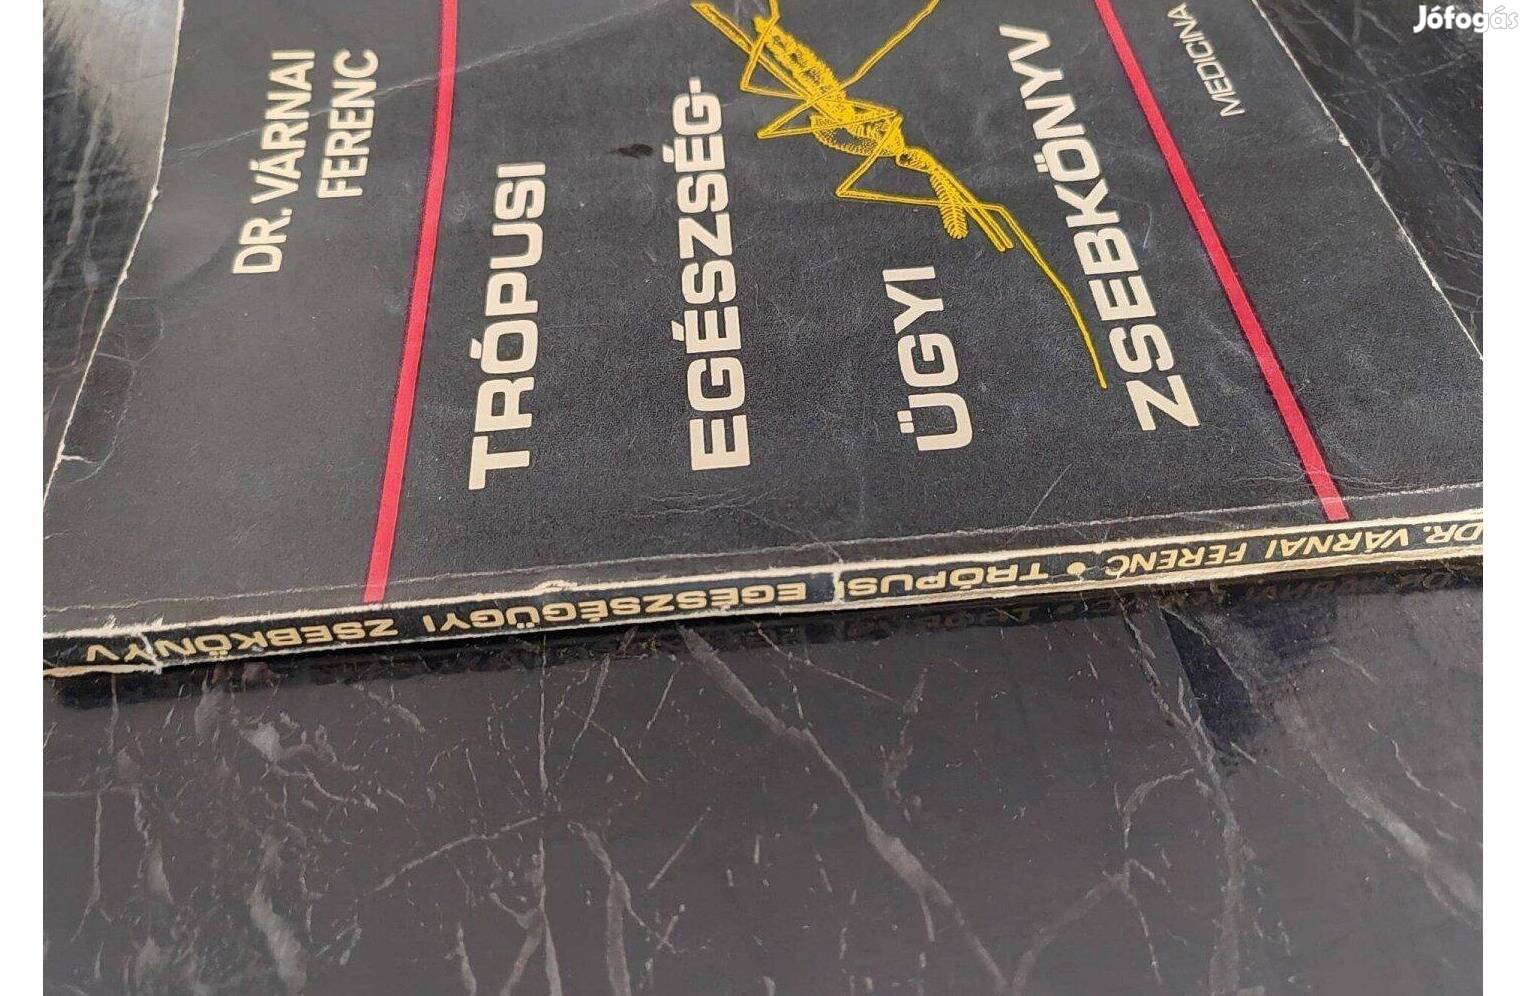 DR. VÁRNAI
FERENC
TRÓPUSI
EGÉSZSÉG-
ÜGYI
ZSEBKÖNYV
MEDICINA
DR. VÁRNAI FERENC • TRÓPUSI EGÉSZSÉGÜGYI ZSEBKÖNYV
Jófogás